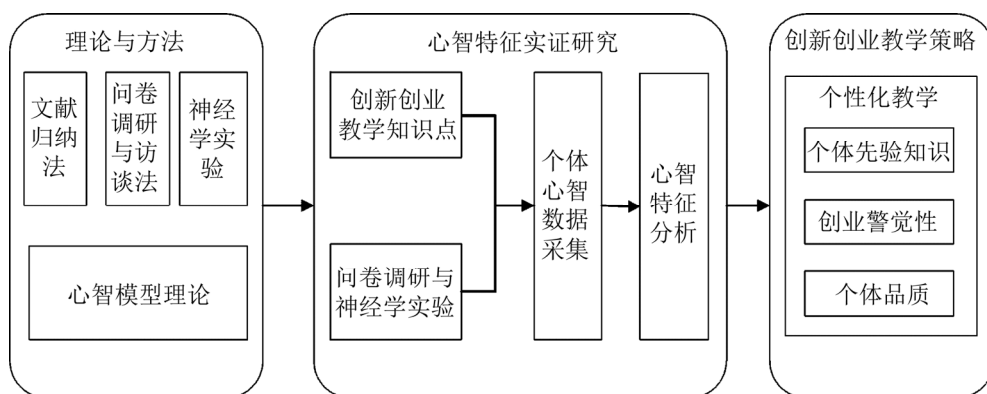 理论与方法
文献
归纳
法
问卷
调研
与访
谈法
神经
学实
验
心智模型理论
心智特征实证研究
创新创业
教学知识点
问卷调研与
神经学实验
个体
心智
数据
采集
心智
特征
分析
创新创业教学策略
个性化教学
个体先验知识
创业警觉性
个体品质